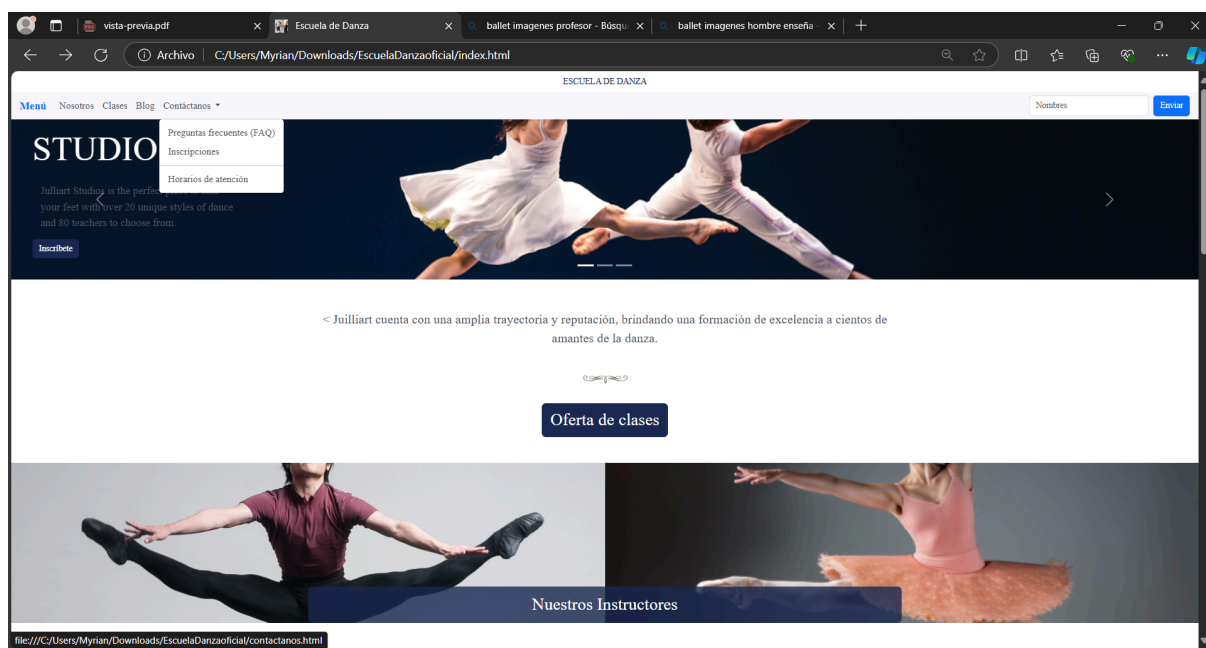 vista-previa.pdf
Escuela de Danza
ballet imagenes profesor - Búsqu
ballet imagenes hombre enseña -
Archivo
C:/Users/Myrian/Downloads/EscuelaDanzaoficial/index.html
ESCUELA DE DANZA
Menú Nosotros Clases Blog Contáctanos
Nombres
Enviar
Preguntas frecuentes (FAQ)
Inscripciones
Horarios de atención
STUDIO
Julliart Studios is the perfec
your feet with over 20 unique styles of dance
and 80 teachers to choose from.
Inscríbete
< Juilliart cuenta con una amplia trayectoria y reputación, brindando una formación de excelencia a cientos de
amantes de la danza.
Oferta de clases
Nuestros Instructores
file:///C:/Users/Myrian/Downloads/EscuelaDanzaoficial/contactanos.html